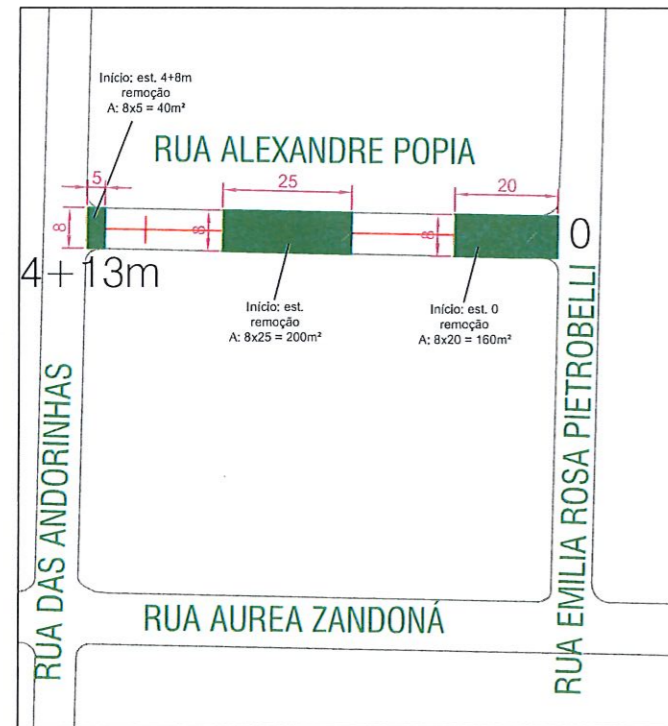 Início: est. 4+8m
remoção
A: 8x5 = 40m²
RUA ALEXANDRE POPIA
5
25
20
8
8
8
0
4+13m
Início: est.
remoção
A: 8x25 = 200m²
Início: est. 0
remoção
A: 8x20 = 160m²
RUA DAS ANDORINHAS
RUA EMILIA ROSA PIETROBELLI
RUA AUREA ZANDONÁ